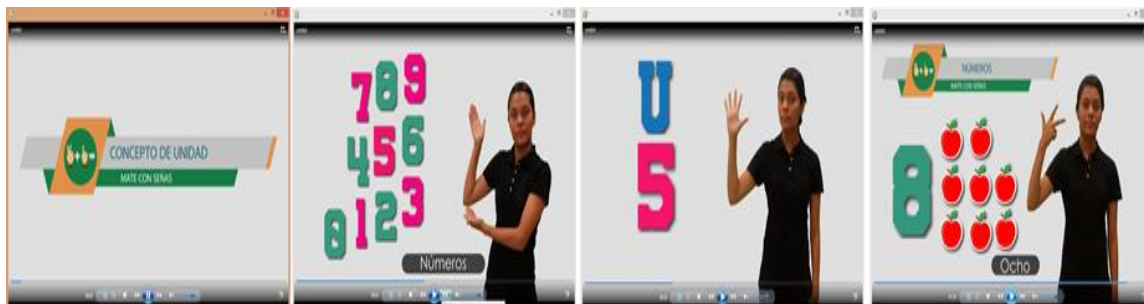 CONCEPTO DE UNIDAD
MATE CON SEÑAS
7 8 9
4 5 6
0 1 2 3
Números
U
5
NÚMEROS
MATE CON SEÑAS
8
Ocho